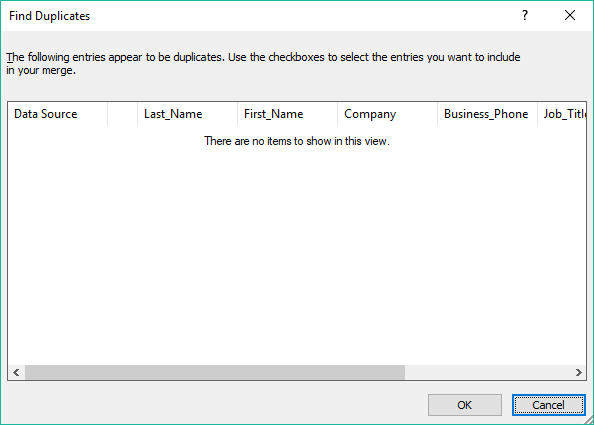 Find Duplicates
?
The following entries appear to be duplicates. Use the checkboxes to select the entries you want to include
in your merge.
Data Source Last_Name First_Name Company Business_Phone Job_Title
There are no items to show in this view.
OK Cancel